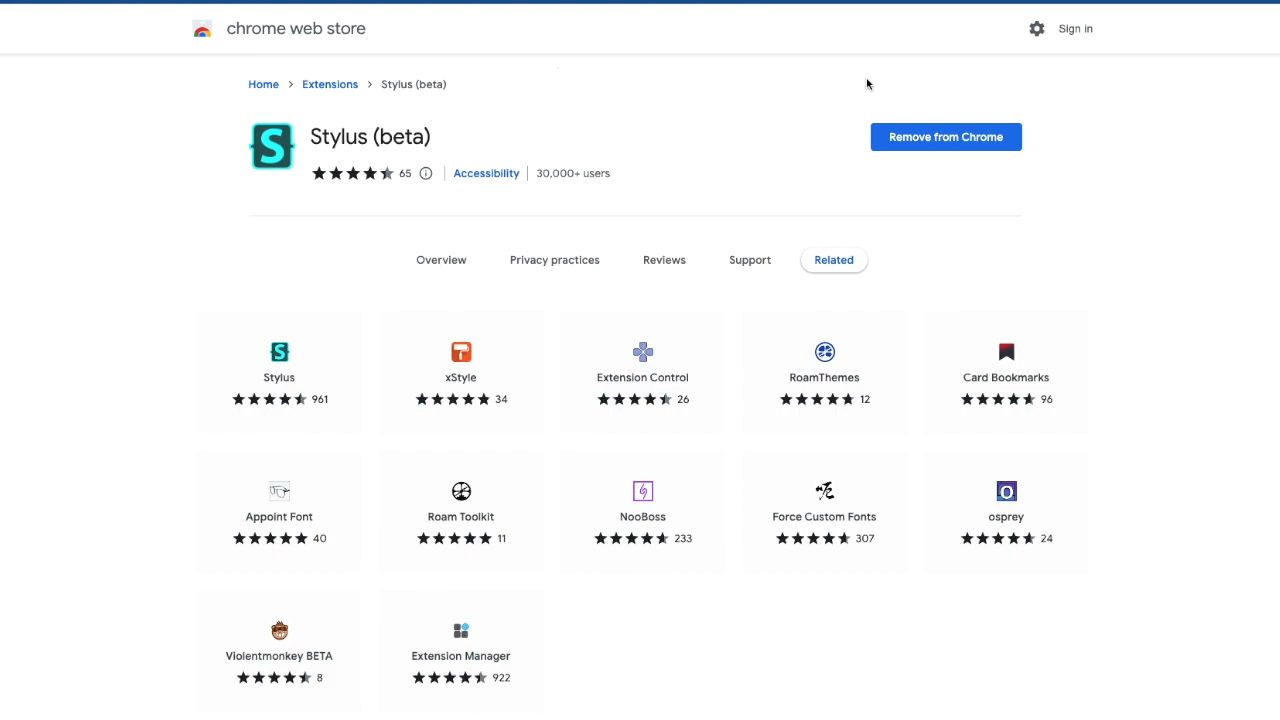 chrome web store
Sign in
Home > Extensions > Stylus (beta)
S
Stylus (beta)
65
Accessibility
30,000+ users
Remove from Chrome
Overview
Privacy practices
Reviews
Support
Related
S
Stylus
961
xStyle
34
Extension Control
26
RoamThemes
12
Card Bookmarks
96
Appoint Font
40
Roam Toolkit
11
NooBoss
233
Force Custom Fonts
307
O
osprey
24
Violentmonkey BETA
8
Extension Manager
922